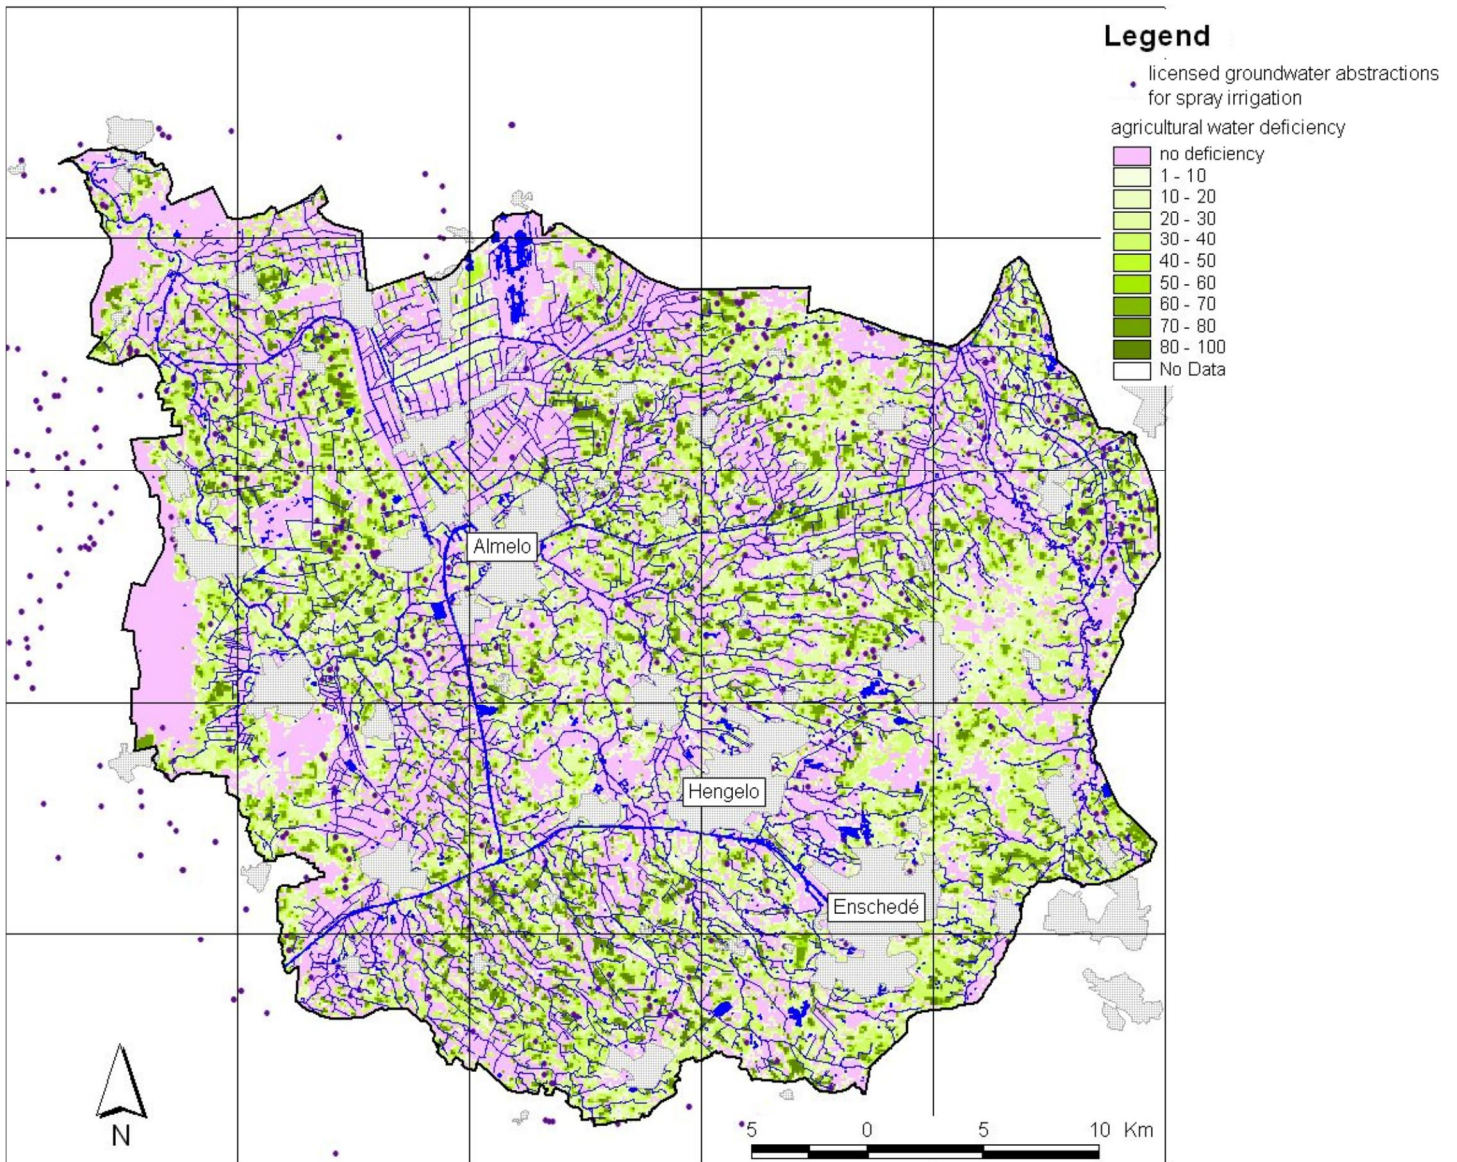 Legend
licensed groundwater abstractions
for spray irrigation
agricultural water deficiency
no deficiency
1 - 10
10 - 20
20 - 30
30 - 40
40 - 50
50 - 60
60 - 70
70 - 80
80 - 100
No Data
Almelo
Hengelo
Enschedé
N
5 0 5 10 Km